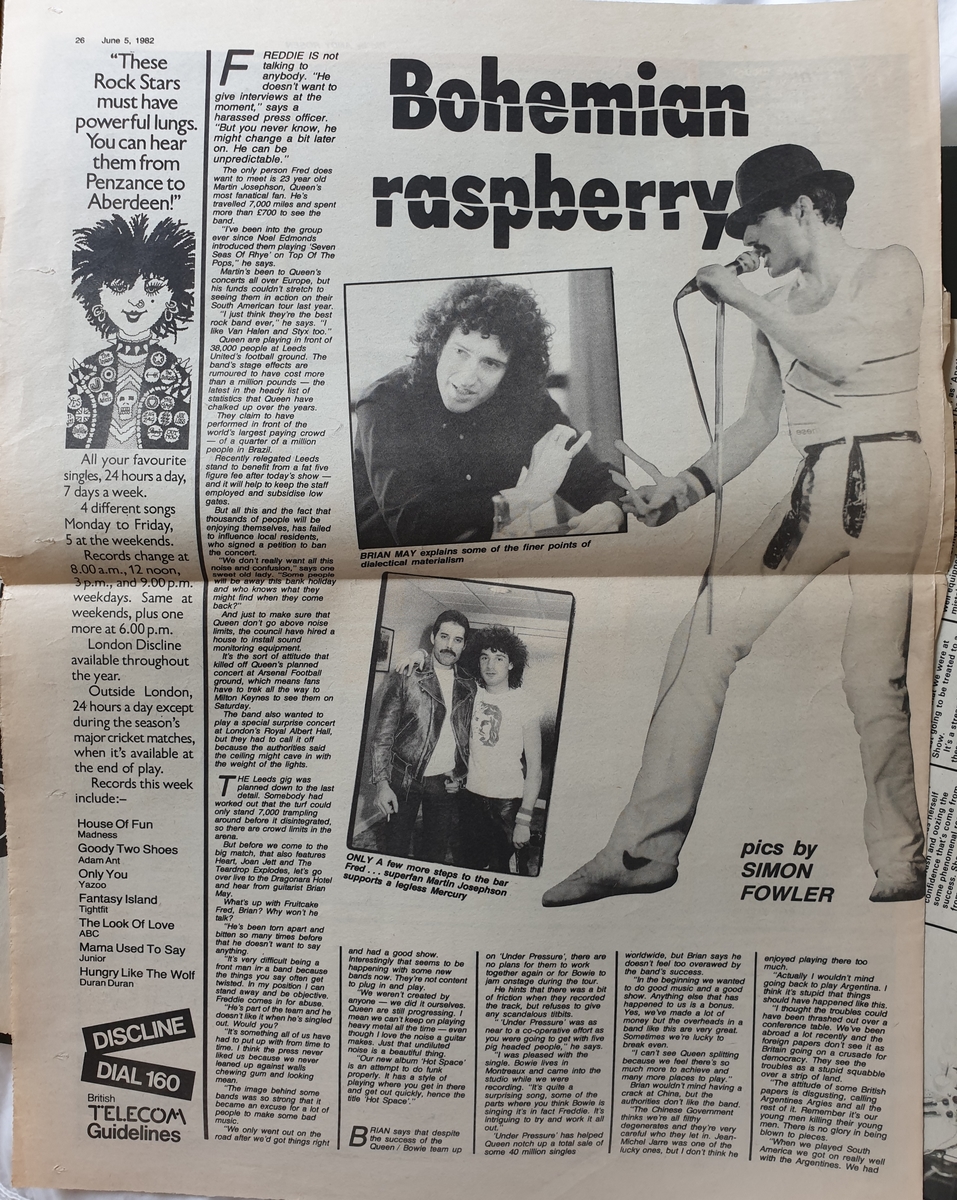 26 June 5, 1982
"These
Rock Stars
must have
powerful lungs.
You can hear
them from
Penzance to
Aberdeen!"
All your favourite
singles, 24 hours a day,
7 days a week.
4 different songs
Monday to Friday,
5 at the weekends.
Records change at
8.00 a.m., 12 noon,
3 p.m., and 9.00 p.m.
weekdays. Same at
weekends, plus one
more at 6.00 p.m.
London Discline
available throughout
the year.
Outside London,
24 hours a day except
during the season's
major cricket matches,
when it's available at
the end of play.
Records this week
include:–
House Of Fun
Madness
Goody Two Shoes
Adam Ant
Only You
Yazoo
Fantasy Island
Tightfit
The Look Of Love
ABC
Mama Used To Say
Junior
Hungry Like The Wolf
Duran Duran
DISCLINE
DIAL 160
British
TELECOM
Guidelines
Bohemian
raspberry
FREDDIE IS not
talking to
anybody. "He
doesn't want to
give interviews at the
moment," says a
harassed press officer.
"But you never know, he
might change a bit later
on. He can be
unpredictable."
The only person Fred does
want to meet is 23 year old
Martin Josephson, Queen's
most fanatical fan. He's
travelled 7,000 miles and spent
more than £700 to see the
band.
"I've been into the group
ever since Noel Edmonds
introduced them playing 'Seven
Seas Of Rhye' on Top Of The
Pops," he says.
Martin's been to Queen's
concerts all over Europe, but
his funds couldn't stretch to
seeing them in action on their
South American tour last year.
"I just think they're the best
rock band ever," he says. "I
like Van Halen and Styx too."
Queen are playing in front of
38,000 people at Leeds
United's football ground. The
band's stage effects are
rumoured to have cost more
than a million pounds — the
latest in the heady list of
statistics that Queen have
chalked up over the years.
They claim to have
performed in front of the
world's largest paying crowd
— of a quarter of a million
people in Brazil.
Recently relegated Leeds
stand to benefit from a fat five
figure fee after today's show —
and it will help to keep the staff
employed and subsidise low
gates.
But all this and the fact that
thousands of people will be
enjoying themselves, has failed
to influence local residents,
who signed a petition to ban
the concert.
"We don't really want all this
noise and confusion," says one
sweet old lady. "Some people
will be away this bank holiday
and who knows what they
might find when they come
back?"
And just to make sure that
Queen don't go above noise
limits, the council have hired a
house to install sound
monitoring equipment.
It's the sort of attitude that
killed off Queen's planned
concert at Arsenal Football
ground, which means fans
have to trek all the way to
Milton Keynes to see them on
Saturday.
The band also wanted to
play a special surprise concert
at London's Royal Albert Hall,
but they had to call it off
because the authorities said
the ceiling might cave in with
the weight of the lights.
THE Leeds gig was
planned down to the last
detail. Somebody had
worked out that the turf could
only stand 7,000 trampling
around before it disintegrated,
so there are crowd limits in the
arena.
But before we come to the
big match, that also features
Heart, Joan Jett and The
Teardrop Explodes, let's go
over live to the Dragonara Hotel
and hear from guitarist Brian
May.
What's up with Fruitcake
Fred, Brian? Why won't he
talk?
"He's been torn apart and
bitten so many times before
that he doesn't want to say
anything.
"It's very difficult being a
front man in a band because
the things you say often get
twisted. In my position I can
stand away and be objective.
Freddie comes in for abuse.
"He's part of the team and he
doesn't like it when he's singled
out. Would you?
"It's something all of us have
had to put up with from time to
time. I think the press never
liked us because we never
leaned up against walls
chewing gum and looking
mean.
"The image behind some
bands was so strong that it
became an excuse for a lot of
people to make some bad
music.
"We only went out on the
road after we'd got things right
BRIAN MAY explains some of the finer points of
dialectical materialism
ONLY A few more steps to the bar
Fred . . . superfan Martin Josephson
supports a legless Mercury
pics by
SIMON
FOWLER
and had a good show.
Interestingly that seems to be
happening with some new
bands now. They're not content
to plug in and play.
"We weren't created by
anyone — we did it ourselves.
Queen are still progressing. I
mean we can't keep on playing
heavy metal all the time — even
though I love the noise a guitar
makes. Just that undiluted
noise is a beautiful thing.
"Our new album 'Hot Space'
is an attempt to do funk
properly. It has a style of
playing where you get in there
and get out quickly, hence the
title 'Hot Space'."
BRIAN says that despite
the success of the
Queen / Bowie team up
on 'Under Pressure', there are
no plans for them to work
together again or for Bowie to
jam onstage during the tour.
He hints that there was a bit
of friction when they recorded
the track, but refuses to give
any scandalous titbits.
"'Under Pressure' was as
near to a co-operative effort as
you were going to get with five
pig headed people," he says.
"I was pleased with the
single. Bowie lives in
Montreaux and came into the
studio while we were
recording. "It's quite a
surprising song, some of the
parts where you think Bowie is
singing it's in fact Freddie. It's
intriguing to try and work it all
out."
'Under Pressure' has helped
Queen notch up a total sale of
some 40 million singles
worldwide, but Brian says he
doesn't feel too overawed by
the band's success.
"In the beginning we wanted
to do good music and a good
show. Anything else that has
happened to us is a bonus.
Yes, we've made a lot of
money but the overheads in a
band like this are very great.
Sometimes we're lucky to
break even.
"I can't see Queen splitting
because we feel there's so
much more to achieve and
many more places to play."
Brian wouldn't mind having a
crack at China, but the
authorities don't like the band.
"The Chinese Government
thinks we're all filthy
degenerates and they're very
careful who they let in. Jean-
Michel Jarre was one of the
lucky ones, but I don't think he
enjoyed playing there too
much.
"Actually I wouldn't mind
going back to play Argentina. I
think it's stupid that things
should have happened like this.
"I thought the troubles could
have been thrashed out over a
conference table. We've been
abroad a lot recently and the
foreign papers don't see it as
Britain going on a crusade for
democracy. They see the
troubles as a stupid squabble
over a strip of land.
"The attitude of some British
papers is disgusting, calling
Argentines Argies and all the
rest of it. Remember it's our
young men killing their young
men. There is no glory in being
blown to pieces.
"When we played South
America we got on really well
with the Argentines. We had